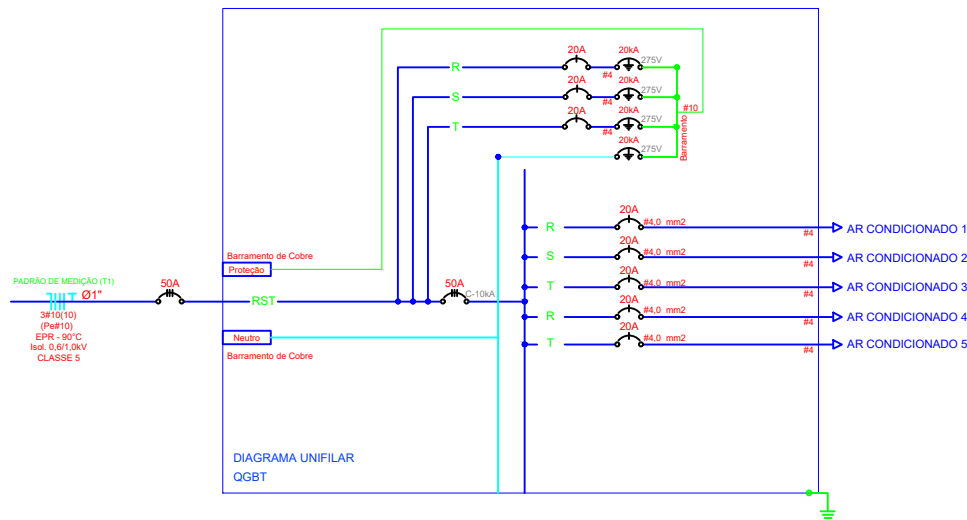 20A
20kA
275V
R
#4
20A
20kA
275V
S
#4
#10
20A
20kA
275V
T
#4
Barramento
20kA
275V
20A
R
#4,0 mm2
#4
AR CONDICIONADO 1
20A
S
#4,0 mm2
#4
AR CONDICIONADO 2
20A
T
#4,0 mm2
#4
AR CONDICIONADO 3
20A
R
#4,0 mm2
#4
AR CONDICIONADO 4
20A
T
#4,0 mm2
#4
AR CONDICIONADO 5
Barramento de Cobre
Proteção
PADRÃO DE MEDIÇÃO (T1)
Ø1"
50A
RST
50A
C-10kA
3#10(10)
(Pe#10)
EPR - 90°C
Isol. 0,6/1,0kV
CLASSE 5
Neutro
Barramento de Cobre
DIAGRAMA UNIFILAR
QGBT